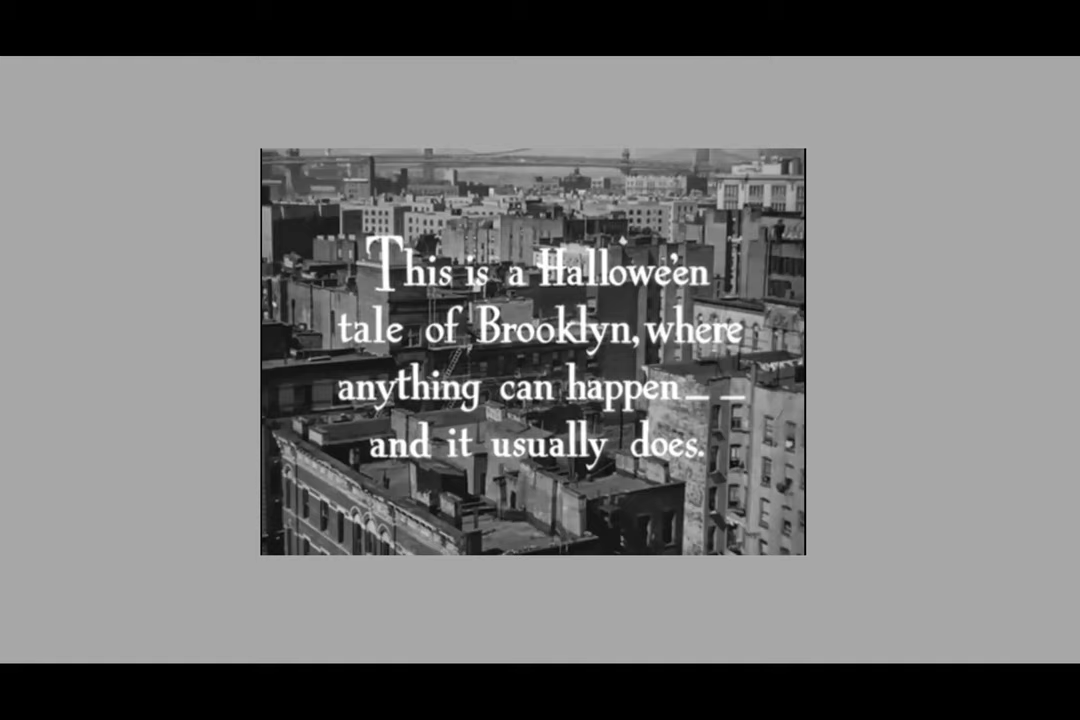 This is a Hallowe'en
tale of Brooklyn, where
anything can happen _ _
and it usually does.